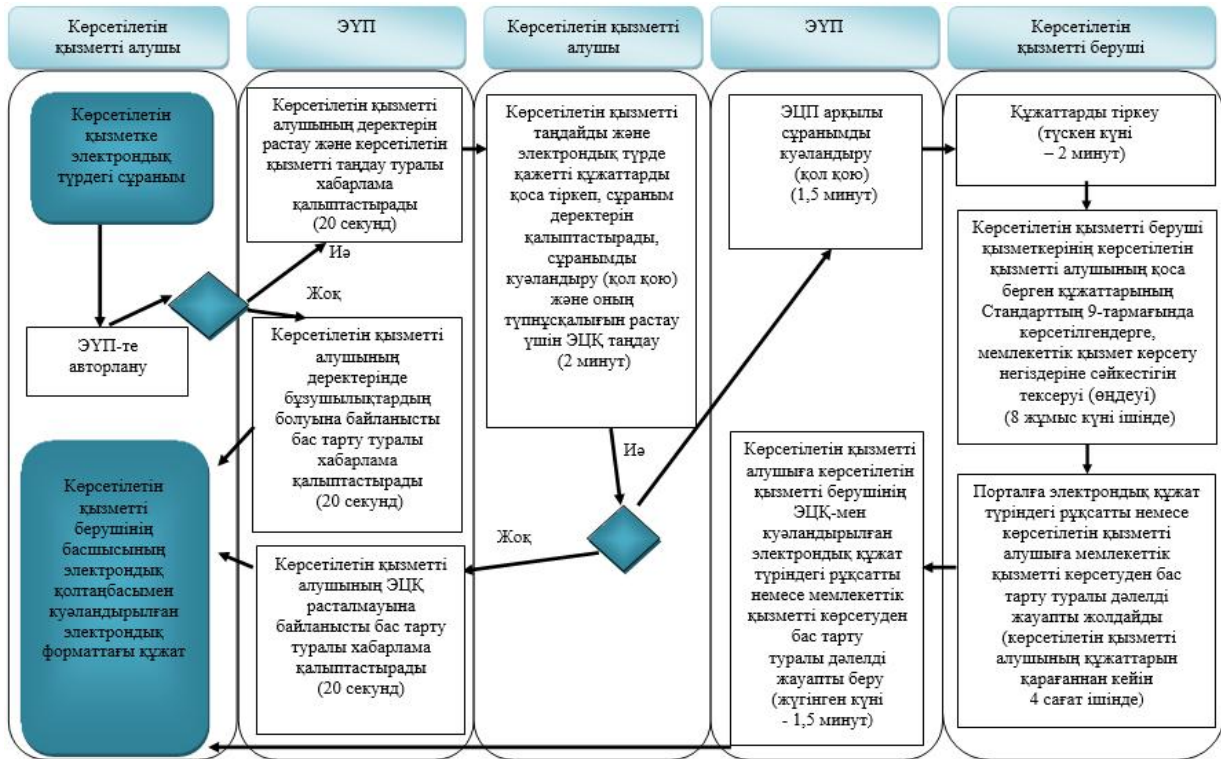 Көрсетілетін
қызметті алушы
ЭҮП
Көрсетілетін қызметті
алушы
ЭҮП
Көрсетілетін
қызметті беруші
Көрсетілетін
қызметке
электрондық
түрдегі сұраным
ЭҮП-те
авторлану
Көрсетілетін
қызметті
берушінің
басшысының
электрондық
қолтаңбасымен
куәландырылған
электрондық
форматтағы құжат
Көрсетілетін қызметті
алушының деректерін
растау және көрсетілетін
қызметті таңдау туралы
хабарлама
қалыптастырады
(20 секунд)
Иә
Жоқ
Көрсетілетін қызметті
алушының
деректерінде
бұзушылықтардың
болуына байланысты
бас тарту туралы
хабарлама
қалыптастырады
(20 секунд)
Көрсетілетін қызметті
алушының ЭЦҚ
расталмауына
байланысты бас тарту
туралы хабарлама
қалыптастырады
(20 секунд)
Көрсетілетін қызметті
таңдайды және
электрондық түрде
қажетті құжаттарды
қоса тіркеп, сұраным
деректерін
қалыптастырады,
сұранымды
куәландыру (қол қою)
және оның
түпнұсқалығын растау
үшін ЭЦҚ таңдау
(2 минут)
Иә
Жоқ
ЭЦП арқылы
сұранымды
куәландыру
(қол қою)
(1,5 минут)
Көрсетілетін қызметті
алушыға көрсетілетін
қызметті берушінің
ЭЦҚ-мен
куәландырылған
электрондық құжат
түріндегі рұқсатты
немесе мемлекеттік
қызметті көрсетуден
бас тарту
туралы дәлелді
жауапты беру
(жүгінген күні
- 1,5 минут)
Құжаттарды тіркеу
(түскен күні
– 2 минут)
Көрсетілетін қызметті беруші
қызметкерінің көрсетілетін
қызметті алушының қоса
берген құжаттарының
Стандарттың 9-тармағында
көрсетілгендерге,
мемлекеттік қызмет көрсету
негіздеріне сәйкестігін
тексеруі (өңдеуі)
(8 жұмыс күні ішінде)
Порталға электрондық құжат
түріндегі рұқсатты немесе
көрсетілетін қызметті
алушыға мемлекеттік
қызметті көрсетуден бас
тарту туралы дәлелді
жауапты жолдайды
(көрсетілетін қызметті
алушының құжаттарын
қарағаннан кейін
4 сағат ішінде)